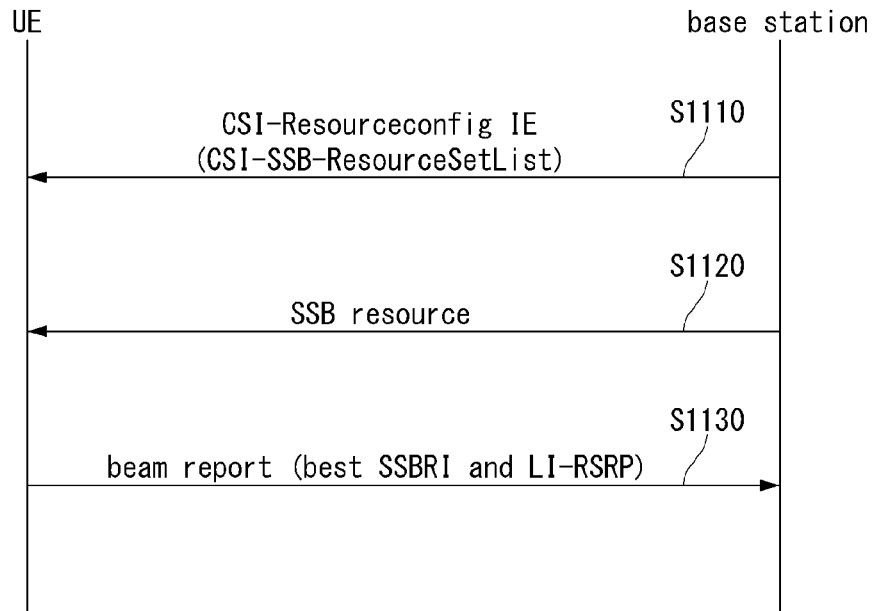 UE
base station
S1110
CSI-Resourceconfig IE
(CSI-SSB-ResourceSetList)
S1120
SSB resource
S1130
beam report (best SSBRI and LI-RSRP)